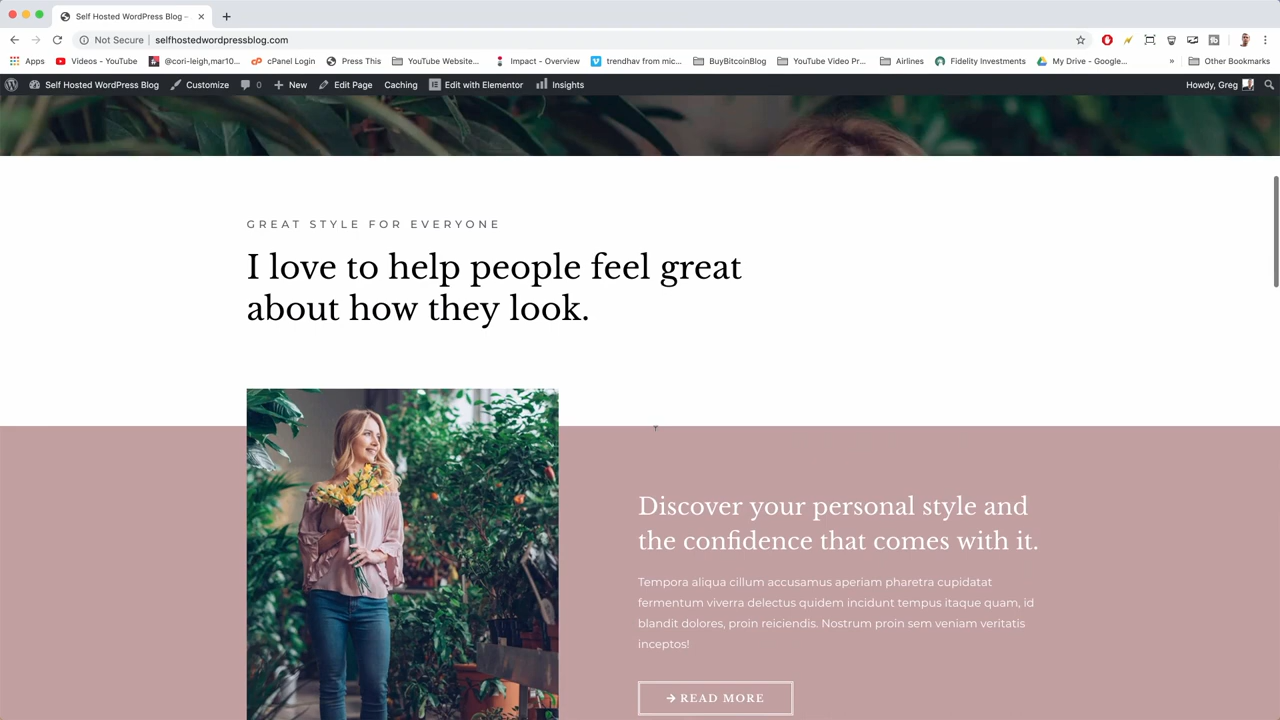 Self Hosted WordPress Blog –
Not Secure selfhostedwordpressblog.com
Apps Videos - YouTube @cori-leigh,mar10... cPanel Login Press This YouTube Website... Impact - Overview trendhav from mic... BuyBitcoinBlog YouTube Video Pr... Airlines Fidelity Investments My Drive - Google... » Other Bookmarks
Self Hosted WordPress Blog Customize 0 New Edit Page Caching Edit with Elementor Insights Howdy, Greg
GREAT STYLE FOR EVERYONE
I love to help people feel great
about how they look.
Discover your personal style and
the confidence that comes with it.
Tempora aliqua cillum accusamus aperiam pharetra cupidatat
fermentum viverra delectus quidem incidunt tempus itaque quam, id
blandit dolores, proin reiciendis. Nostrum proin sem veniam veritatis
inceptos!
→ READ MORE